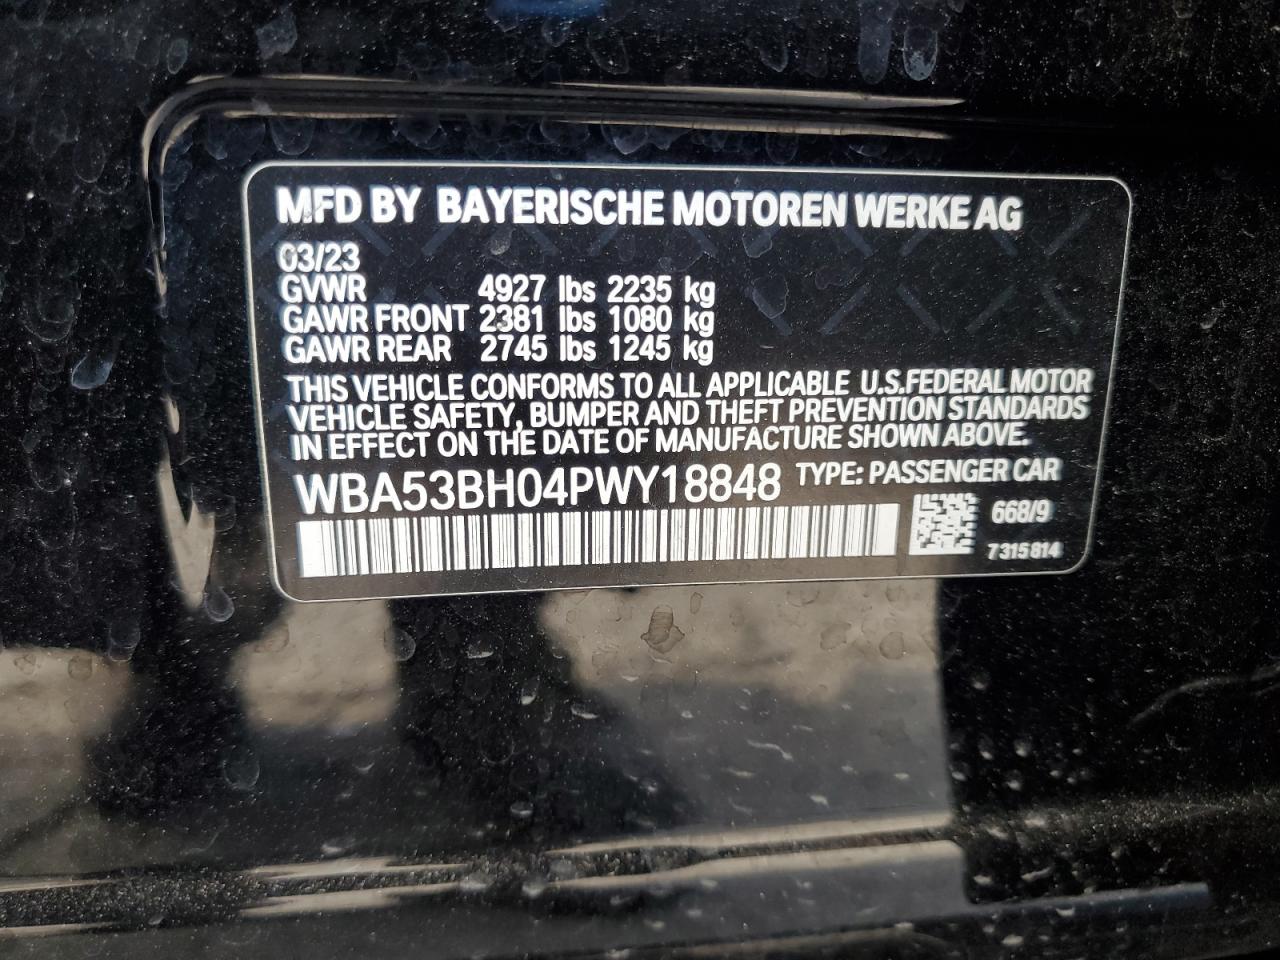 MFD BY BAYERISCHE MOTOREN WERKE AG
03/23
GVWR 4927 lbs 2235 kg
GAWR FRONT 2381 lbs 1080 kg
GAWR REAR 2745 lbs 1245 kg
THIS VEHICLE CONFORMS TO ALL APPLICABLE U.S.FEDERAL MOTOR
VEHICLE SAFETY, BUMPER AND THEFT PREVENTION STANDARDS
IN EFFECT ON THE DATE OF MANUFACTURE SHOWN ABOVE.
WBA53BH04PWY18848 TYPE: PASSENGER CAR
668/9
7315814